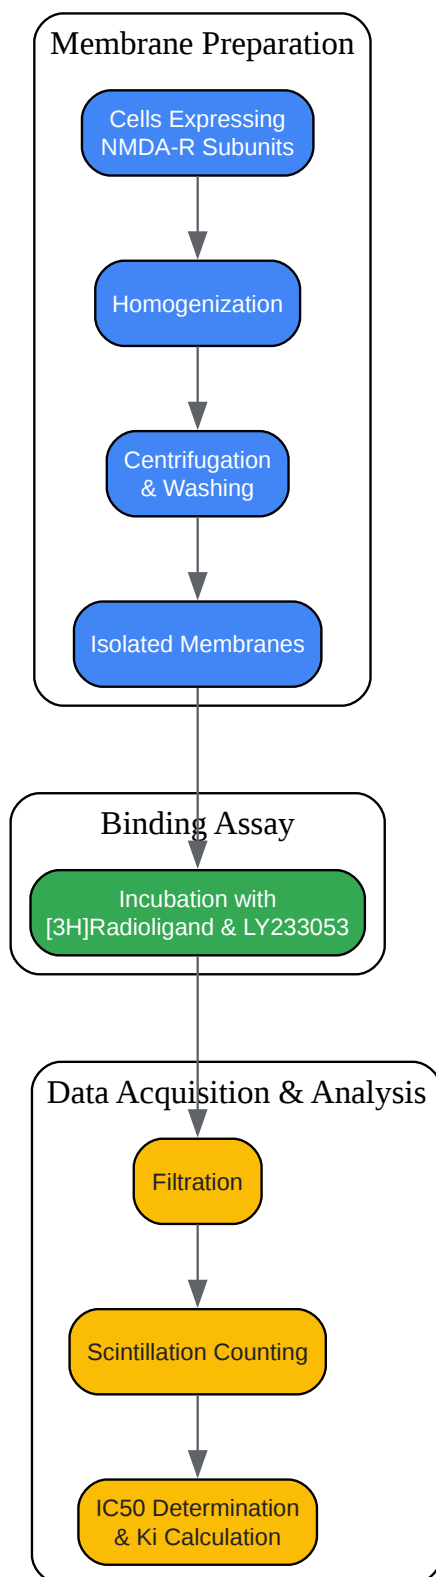 Membrane Preparation
Cells Expressing
NMDA-R Subunits
Homogenization
Centrifugation
& Washing
Isolated Membranes
Binding Assay
Incubation with
[3H]Radioligand & LY233053
Data Acquisition & Analysis
Filtration
Scintillation Counting
IC50 Determination
& Ki Calculation